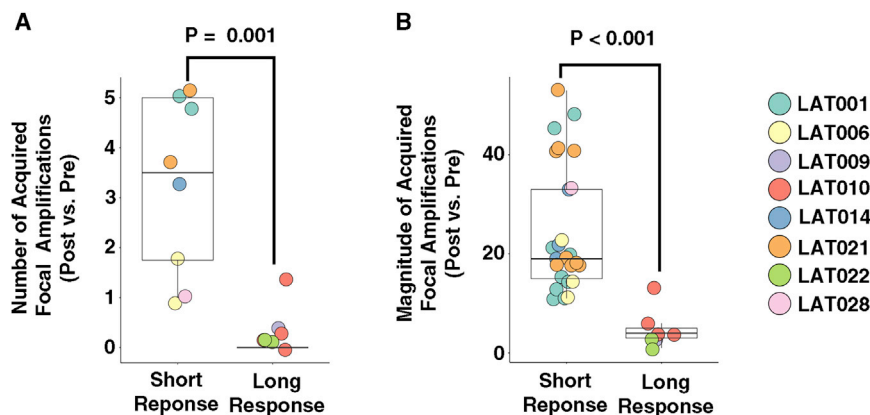 A
P = 0.001
Number of Acquired
Focal Amplifications
(Post vs. Pre)
5
4
3
2
1
0
Short
Reponse
Long
Response
B
P < 0.001
Magnitude of Acquired
Focal Amplifications
(Post vs. Pre)
40
20
0
Short
Reponse
Long
Response
LAT001
LAT006
LAT009
LAT010
LAT014
LAT021
LAT022
LAT028